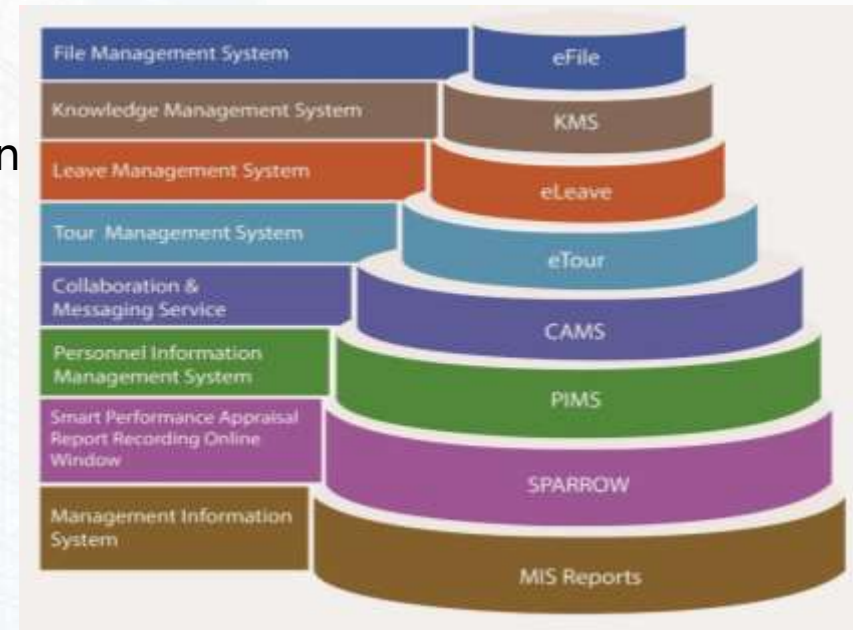 n
File Management System
eFile
Knowledge Management System
KMS
Leave Management System
eLeave
Tour Management System
eTour
Collaboration &
Messaging Service
CAMS
Personnel Information
Management System
PIMS
Smart Performance Appraisal
Report Recording Online
Window
SPARROW
Management Information
System
MIS Reports